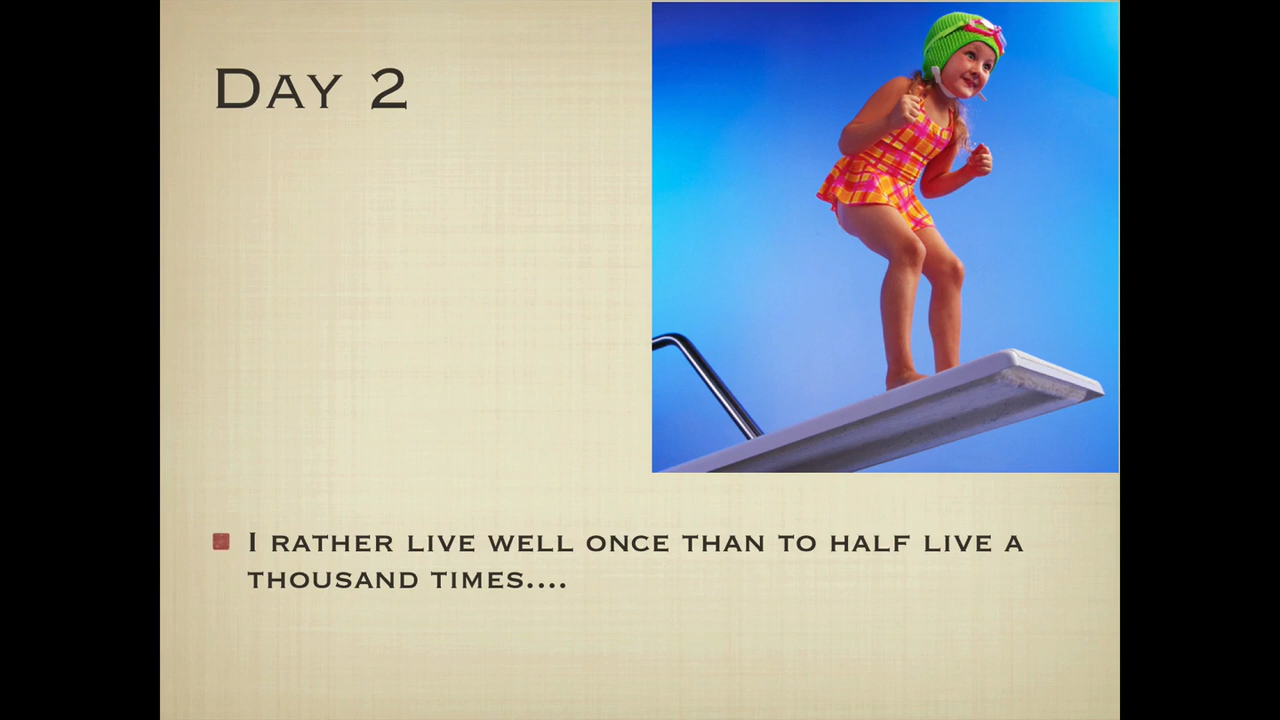 Day 2
I rather live well once than to half live a
thousand times....